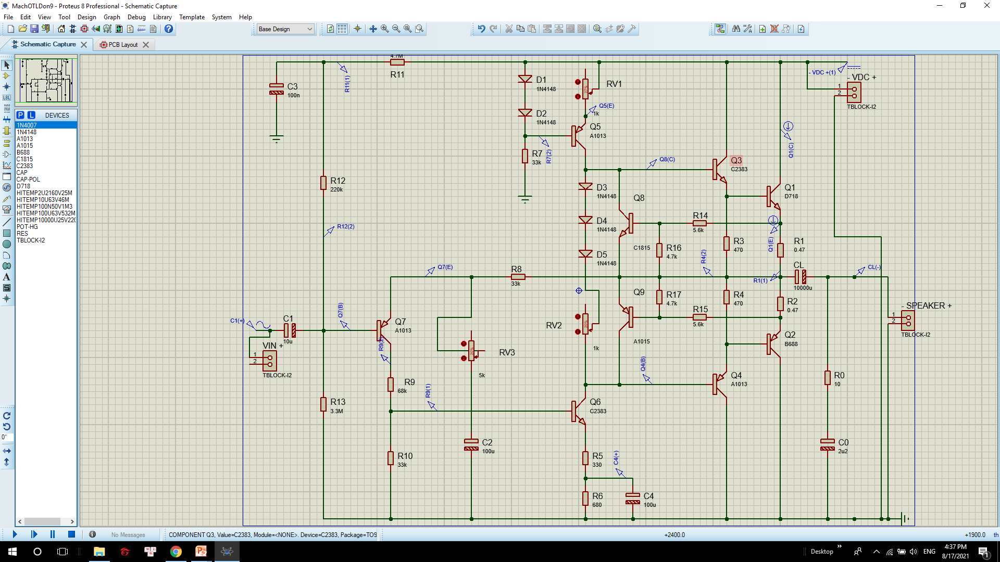 MachOTLDon9 - Proteus 8 Professional - Schematic Capture
File Edit View Tool Design Graph Debug Library Template System Help
Base Design
Schematic Capture
PCB Layout
P L DEVICES
1N4007
1N4148
A1013
A1015
B688
C1815
C2383
CAP
CAP-POL
D718
HITEMP2U2160V25M
HITEMP10U63V46M
HITEMP100N50V1M3
HITEMP100U63V532M
HITEMP10000U25V220
POT-HG
RES
TBLOCK-I2
0°
4.7M
R11
R11(1)
C3
100n
D1
1N4148
D2
1N4148
RV1
27%
1k
Q5(E)
Q5
A1013
R7
33k
R7(2)
- VDC +(1)
- VDC +
1
2
TBLOCK-I2
Q1(C)
Q8(C)
Q3
C2383
Q1
D718
R12
220k
R12(2)
D3
1N4148
D4
1N4148
D5
1N4148
Q8
C1815
R14
5.6k
R16
4.7k
R3
470
Q1(E)
R1
0.47
R4(2)
R1(1)
CL
10000u
CL(-)
Q7(E)
R8
33k
Q9
A1015
R17
4.7k
R15
5.6k
R4
470
R2
0.47
- SPEAKER +
1
2
TBLOCK-I2
C1(+)
C1
10u
VIN +
1
2
TBLOCK-I2
Q7(B)
Q7
A1013
R9(2)
RV2
20%
1k
RV3
20%
5k
Q2
B688
Q4(B)
Q4
A1013
R0
10
R9
68k
R9(1)
R13
3.3M
Q6
C2383
R10
33k
C2
100u
R5
330
C4(+)
R6
680
C4
100u
C0
2u2
No Messages
COMPONENT Q3, Value=C2383, Module=<NONE>. Device=C2383, Package=TO9
+2400.0
+1900.0
th
Desktop
ENG
4:37 PM
8/17/2021
1